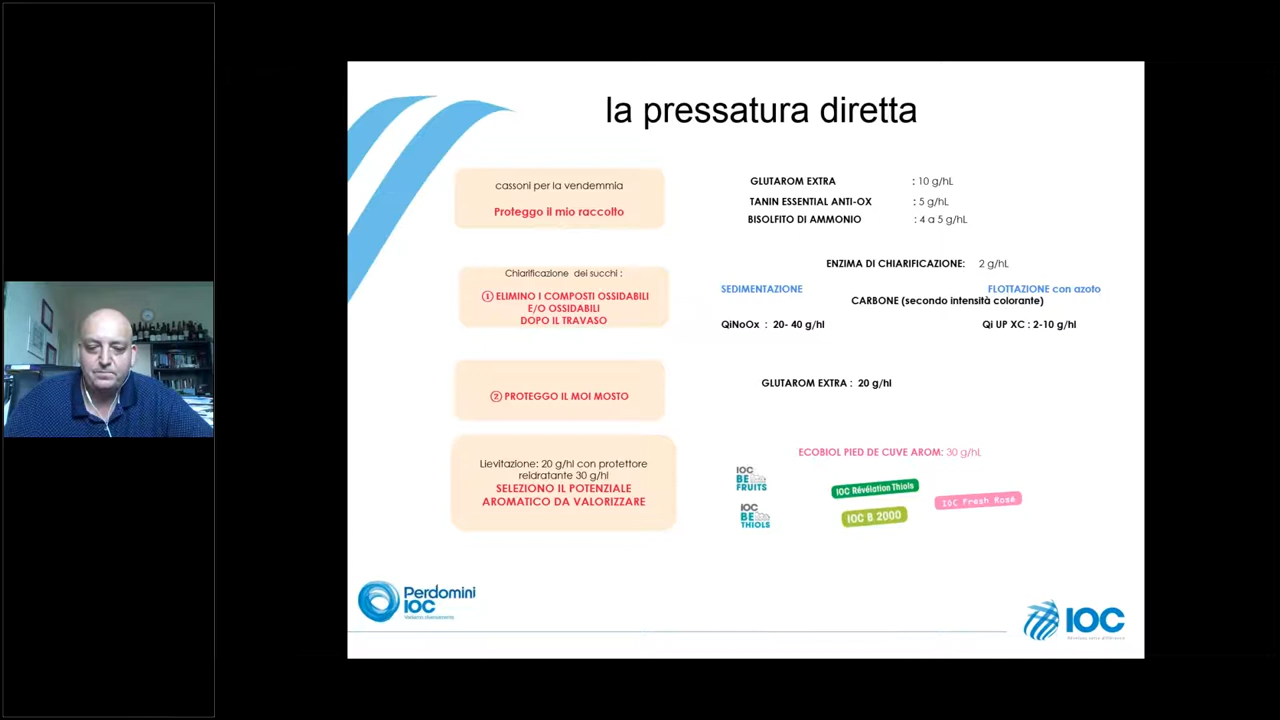 la pressatura diretta
cassoni per la vendemmia
Proteggo il mio raccolto
GLUTAROM EXTRA : 10 g/hL
TANIN ESSENTIAL ANTI-OX : 5 g/hL
BISOLFITO DI AMMONIO : 4 a 5 g/hL
Chiarificazione dei succhi :
① ELIMINO I COMPOSTI OSSIDABILI
E/O OSSIDABILI
DOPO IL TRAVASO
ENZIMA DI CHIARIFICAZIONE: 2 g/hL
SEDIMENTAZIONE
FLOTTAZIONE con azoto
CARBONE (secondo intensità colorante)
QiNoOx : 20- 40 g/hl
Qi UP XC : 2-10 g/hl
② PROTEGGO IL MOI MOSTO
GLUTAROM EXTRA : 20 g/hl
Lievitazione: 20 g/hl con protettore
reidratante 30 g/hl
SELEZIONO IL POTENZIALE
AROMATICO DA VALORIZZARE
ECOBIOL PIED DE CUVE AROM: 30 g/hL
IOC
BE
FRUITS
IOC
BE
THIOLS
IOC Révélation Thiols
IOC B 2000
IOC Fresh Rosé
Perdomini
IOC
IOC